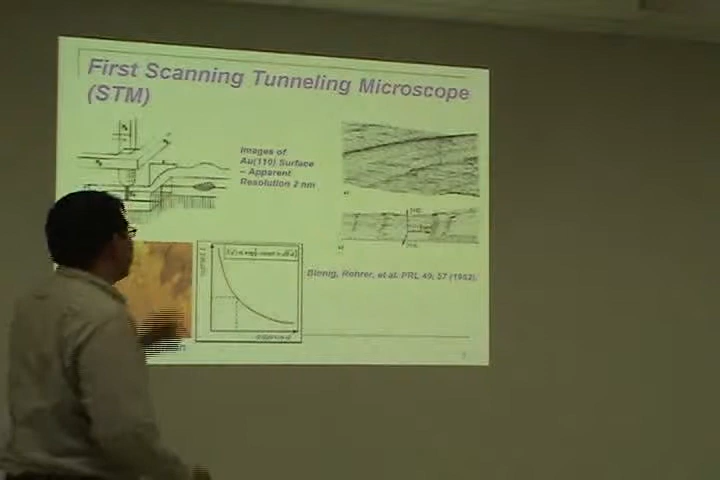 First Scanning Tunneling Microscope
(STM)
Images of
Au(110) Surface
– Apparent
Resolution 2 nm
Binnig, Rohrer, et al. PRL 49, 57 (1982).